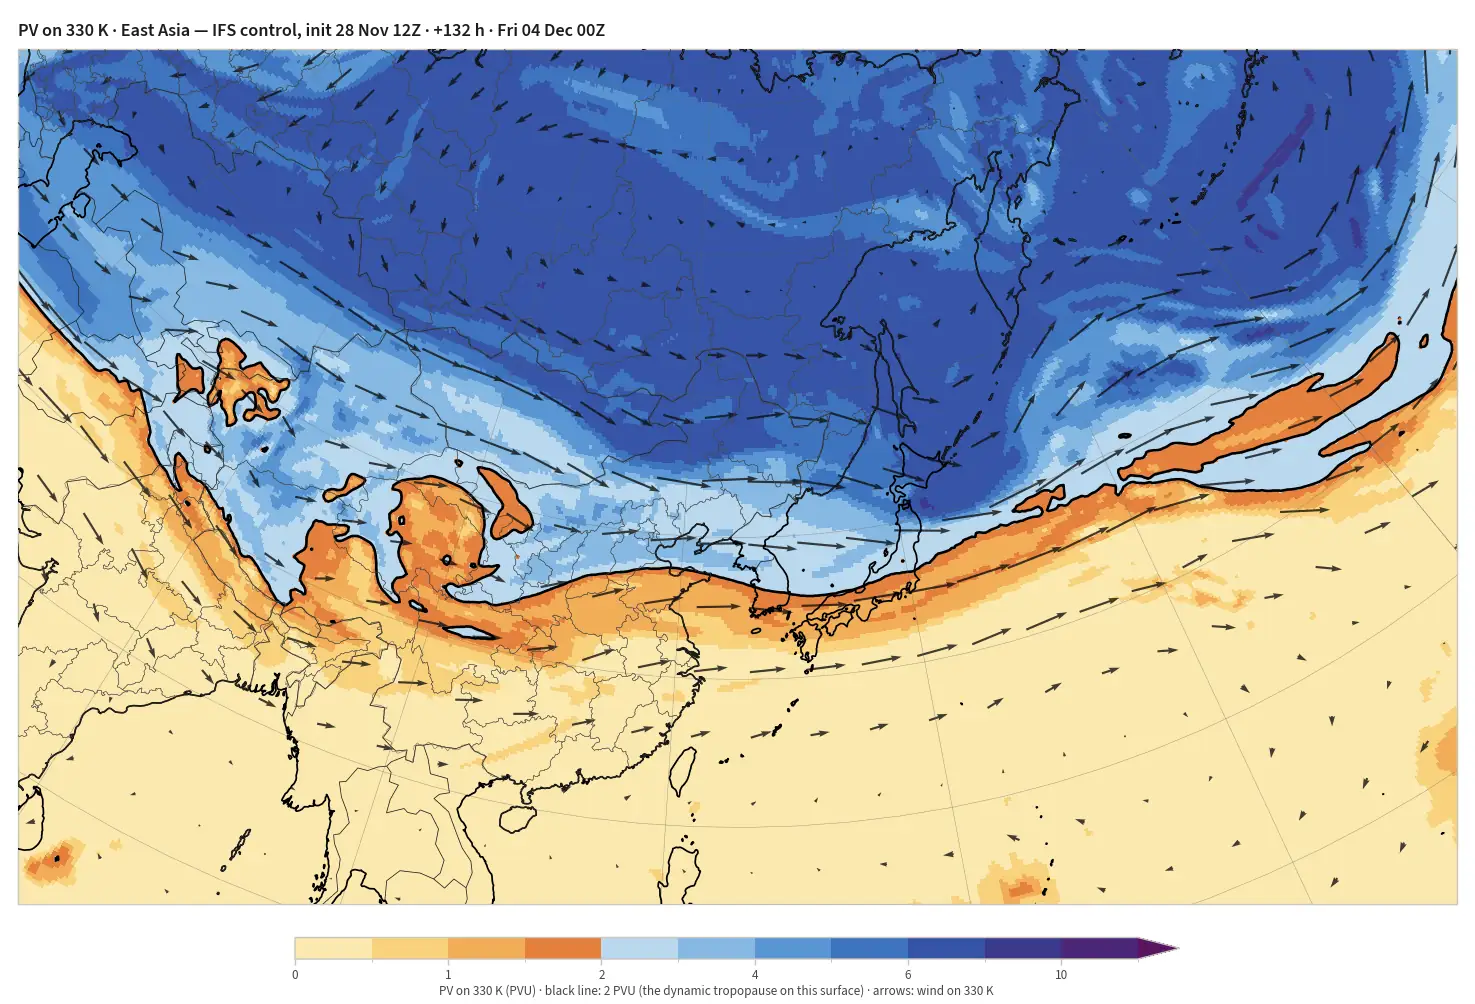 PV on 330 K · East Asia — IFS control, init 28 Nov 12Z · +132 h · Fri 04 Dec 00Z
0 1 2 4 6 10
PV on 330 K (PVU) · black line: 2 PVU (the dynamic tropopause on this surface) · arrows: wind on 330 K